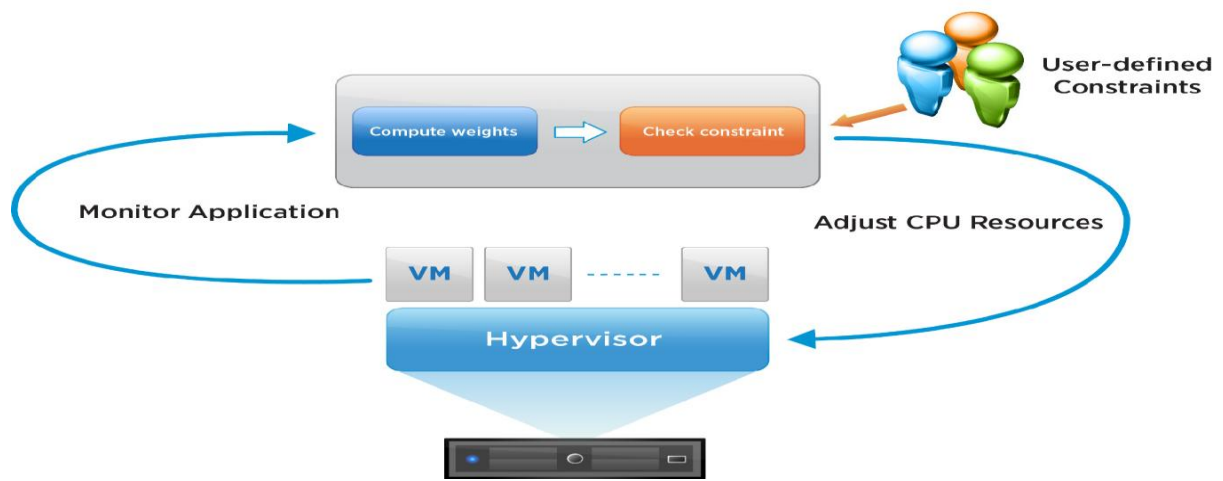 User-defined
Constraints
Compute weights
Check constraint
Monitor Application
Adjust CPU Resources
VM
VM
VM
Hypervisor